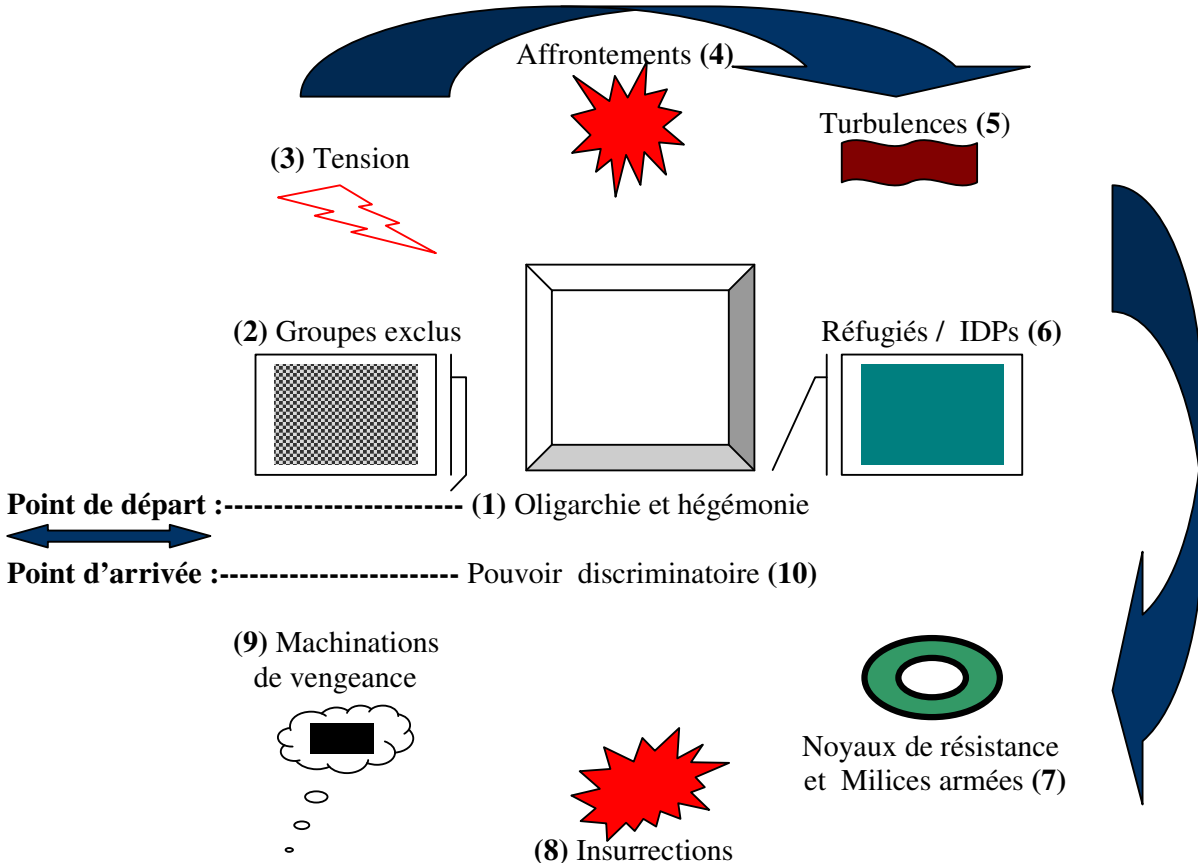 Affrontements (4)
Turbulences (5)
(3) Tension
(2) Groupes exclus
Réfugiés / IDPs (6)
Point de départ :------------------------ (1) Oligarchie et hégémonie
Point d’arrivée :------------------------ Pouvoir discriminatoire (10)
(9) Machinations
de vengeance
Noyaux de résistance
et Milices armées (7)
(8) Insurrections